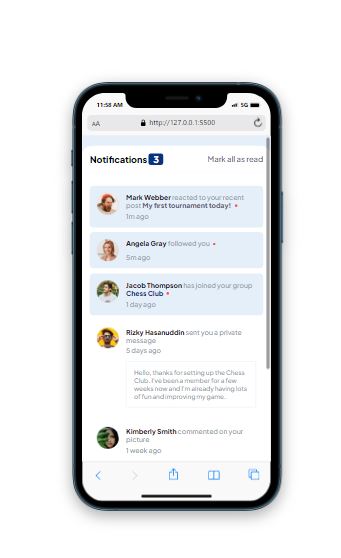 11:58 AM
5G
AA
http://127.0.0.1:5500
Notifications 3
Mark all as read
Mark Webber reacted to your recent
post My first tournament today!
1m ago
Angela Gray followed you
5m ago
Jacob Thompson has joined your group
Chess Club
1 day ago
Rizky Hasanuddin sent you a private
message
5 days ago
Hello, thanks for setting up the Chess
Club. I've been a member for a few
weeks now and I'm already having lots
of fun and improving my game.
Kimberly Smith commented on your
picture
1 week ago